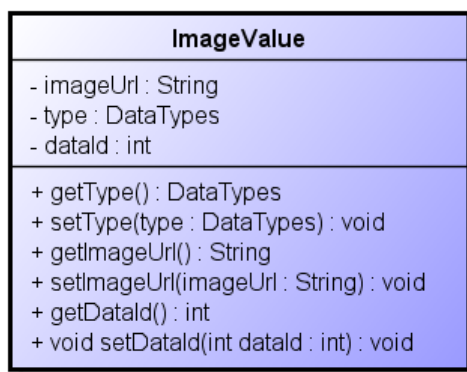 ImageValue
- imageUrl : String
- type : DataTypes
- dataId : int
+ getType() : DataTypes
+ setType(type : DataTypes) : void
+ getImageUrl() : String
+ setImageUrl(imageUrl : String) : void
+ getDataId() : int
+ void setDataId(int dataId : int) : void